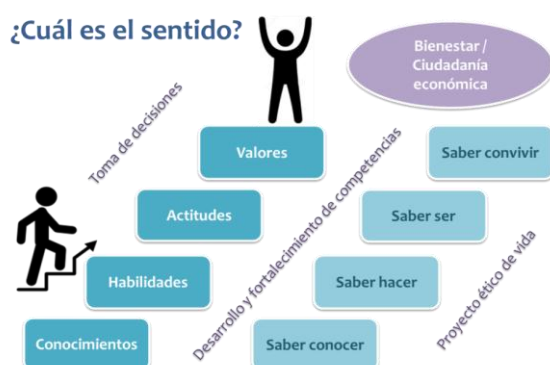 ¿Cuál es el sentido?
Bienestar /
Ciudadanía
económica
Toma de decisiones
Valores
Saber convivir
Actitudes
Saber ser
Desarrollo y fortalecimiento de competencias
Habilidades
Saber hacer
Proyecto ético de vida
Conocimientos
Saber conocer